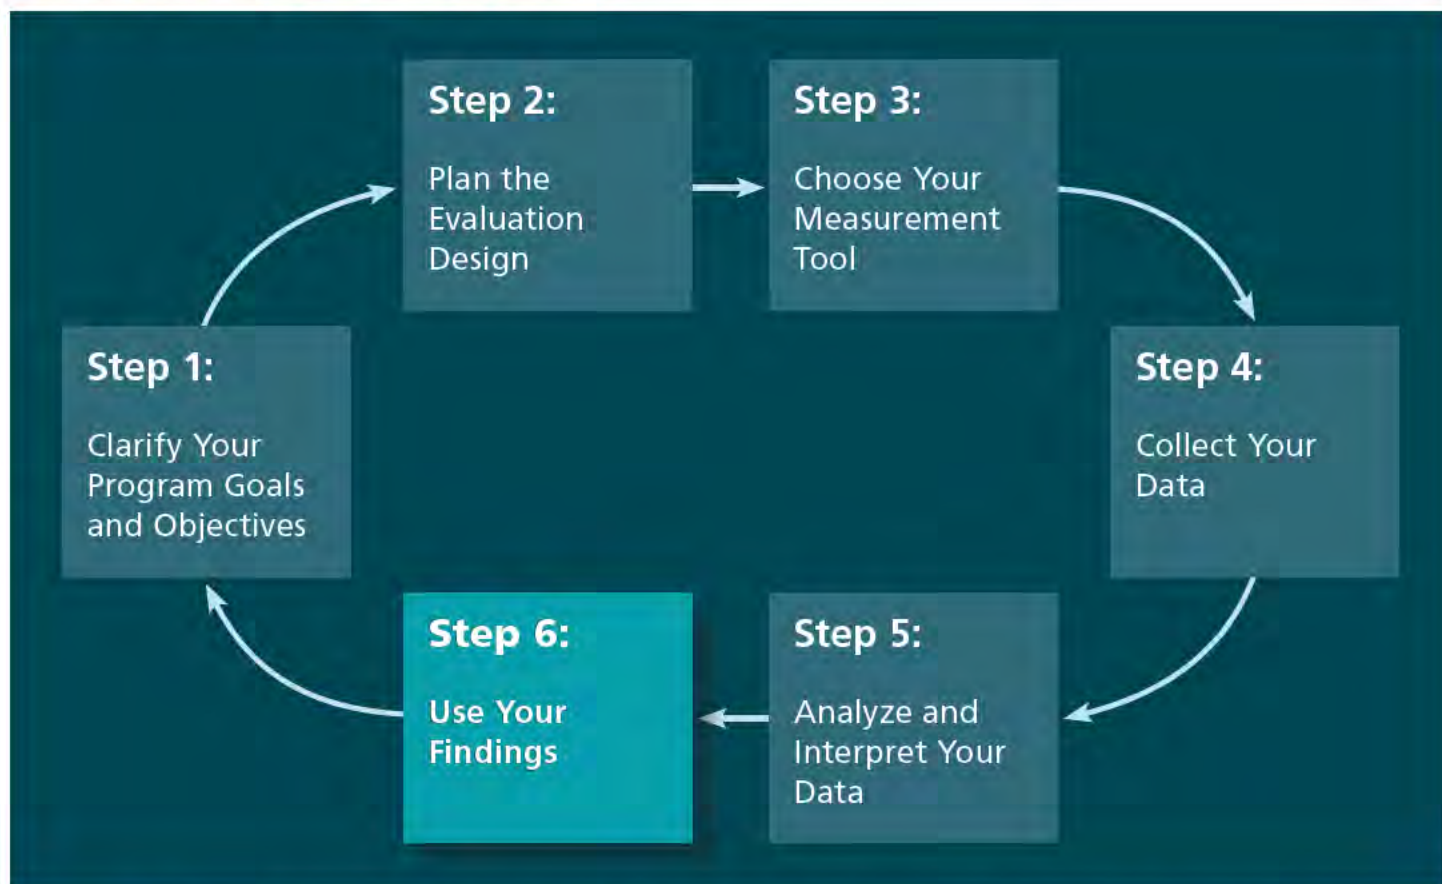 Step 1:
Clarify Your
Program Goals
and Objectives
Step 2:
Plan the
Evaluation
Design
Step 3:
Choose Your
Measurement
Tool
Step 4:
Collect Your
Data
Step 5:
Analyze and
Interpret Your
Data
Step 6:
Use Your
Findings